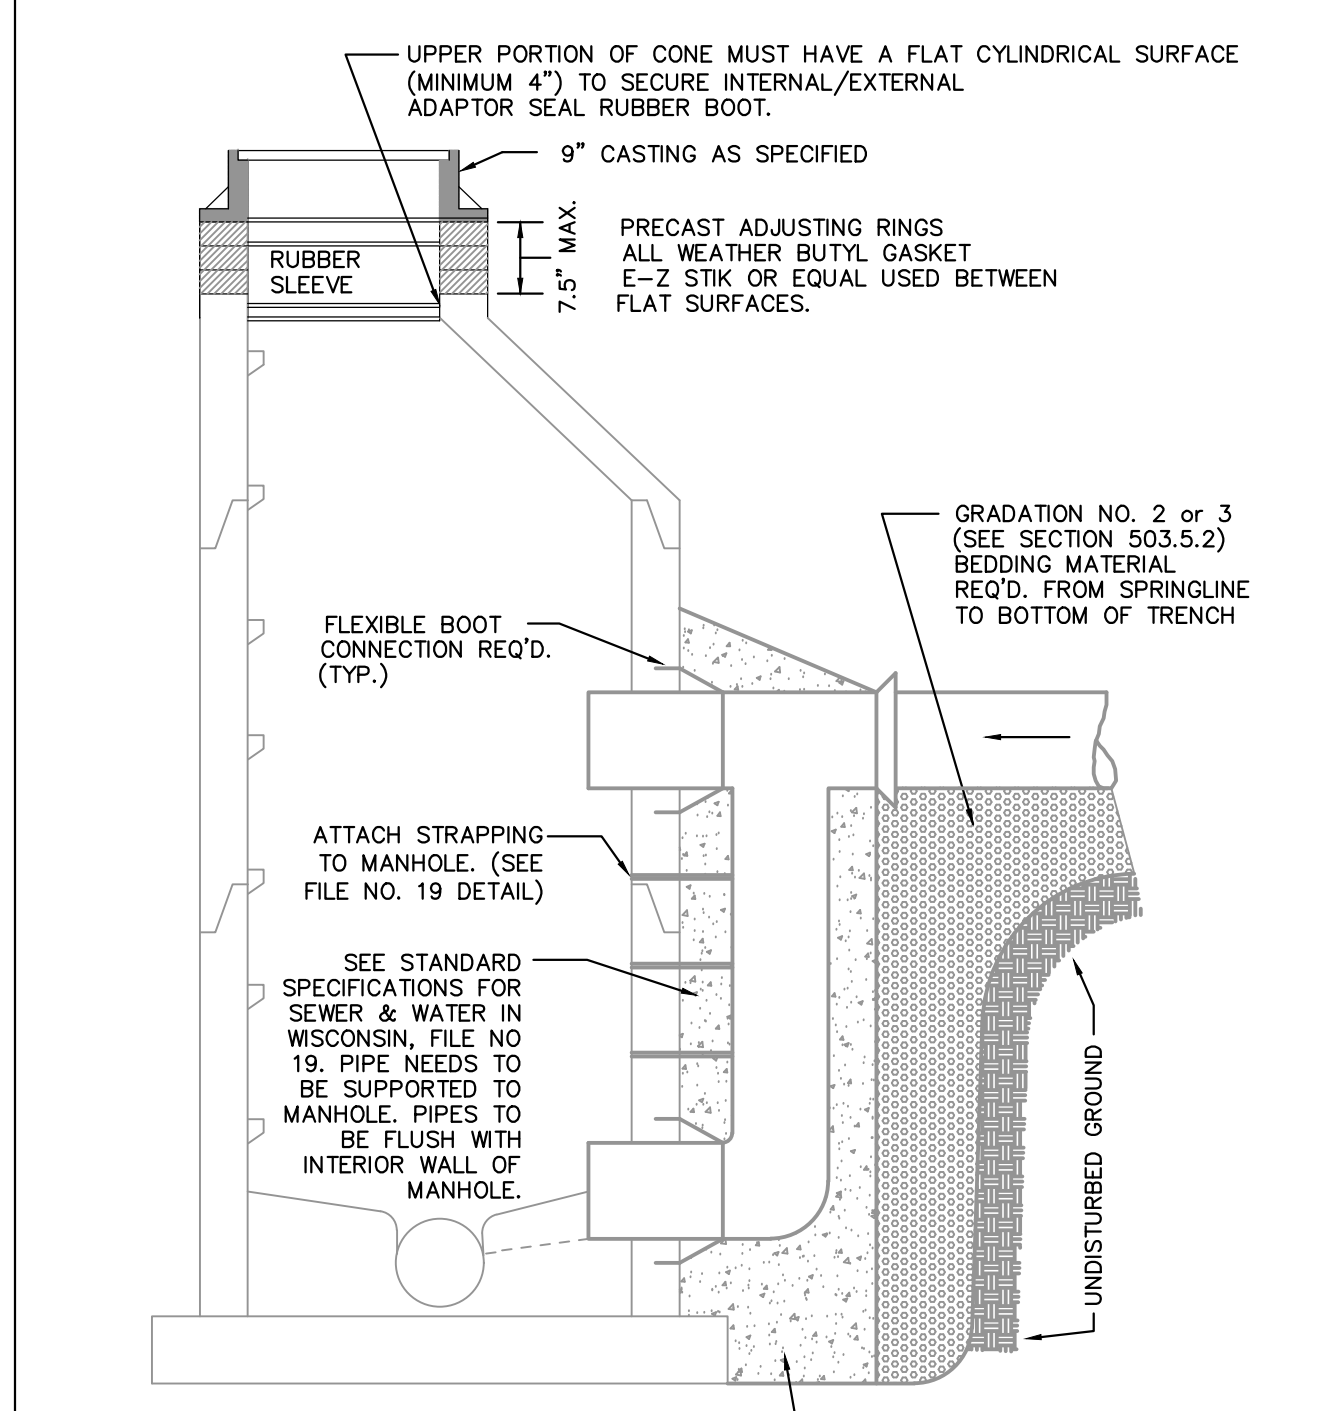 UPPER PORTION OF CONE MUST HAVE A FLAT CYLINDRICAL SURFACE
(MINIMUM 4") TO SECURE INTERNAL/EXTERNAL
ADAPTOR SEAL RUBBER BOOT.
9" CASTING AS SPECIFIED
7.5" MAX.
PRECAST ADJUSTING RINGS
ALL WEATHER BUTYL GASKET
E-Z STIK OR EQUAL USED BETWEEN
FLAT SURFACES.
RUBBER
SLEEVE
GRADATION NO. 2 or 3
(SEE SECTION 503.5.2)
BEDDING MATERIAL
REQ'D. FROM SPRINGLINE
TO BOTTOM OF TRENCH
FLEXIBLE BOOT
CONNECTION REQ'D.
(TYP.)
ATTACH STRAPPING
TO MANHOLE. (SEE
FILE NO. 19 DETAIL)
SEE STANDARD
SPECIFICATIONS FOR
SEWER & WATER IN
WISCONSIN, FILE NO
19. PIPE NEEDS TO
BE SUPPORTED TO
MANHOLE. PIPES TO
BE FLUSH WITH
INTERIOR WALL OF
MANHOLE.
UNDISTURBED GROUND